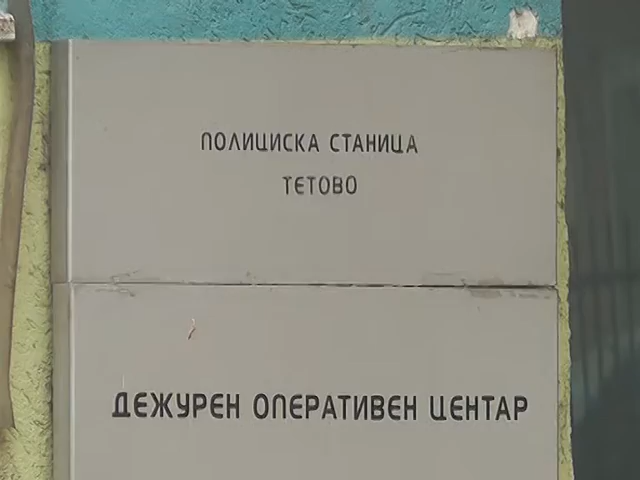 ПОЛИЦИСКА СТАНИЦА
ТЕТОВО
ДЕЖУРЕН ОПЕРАТИВЕН ЦЕНТАР